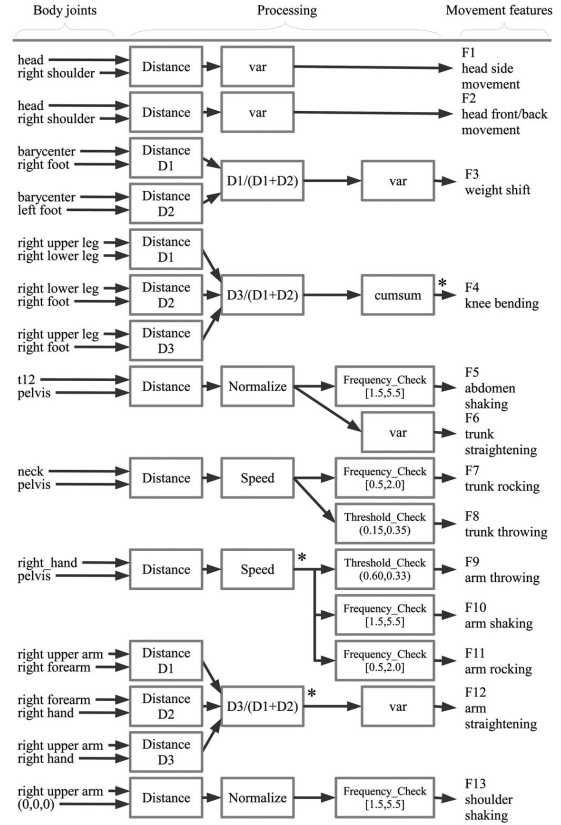 Body joints Processing Movement features
head
right shoulder
Distance
var
F1
head side
movement
head
right shoulder
Distance
var
F2
head front/back
movement
barycenter
right foot
Distance
D1
barycenter
left foot
Distance
D2
D1/(D1+D2)
var
F3
weight shift
right upper leg
right lower leg
Distance
D1
right lower leg
right foot
Distance
D2
right upper leg
right foot
Distance
D3
D3/(D1+D2)
cumsum
*
F4
knee bending
t12
pelvis
Distance
Normalize
Frequency_Check
[1.5,5.5]
F5
abdomen
shaking
var
F6
trunk
straightening
neck
pelvis
Distance
Speed
Frequency_Check
[0.5,2.0]
F7
trunk rocking
Threshold_Check
(0.15,0.35)
F8
trunk throwing
right_hand
pelvis
Distance
Speed
*
Threshold_Check
(0.60,0.33)
F9
arm throwing
Frequency_Check
[1.5,5.5]
F10
arm shaking
Frequency_Check
[0.5,2.0]
F11
arm rocking
right upper arm
right forearm
Distance
D1
right forearm
right hand
Distance
D2
right upper arm
right hand
Distance
D3
D3/(D1+D2)
*
var
F12
arm
straightening
right upper arm
(0,0,0)
Distance
Normalize
Frequency_Check
[1.5,5.5]
F13
shoulder
shaking